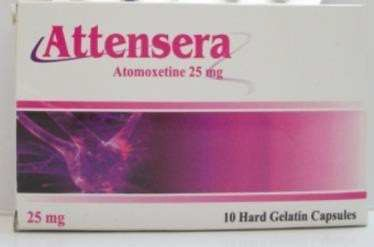 Attensera
Atomoxetine 25 mg
25 mg
10 Hard Gelatin Capsules